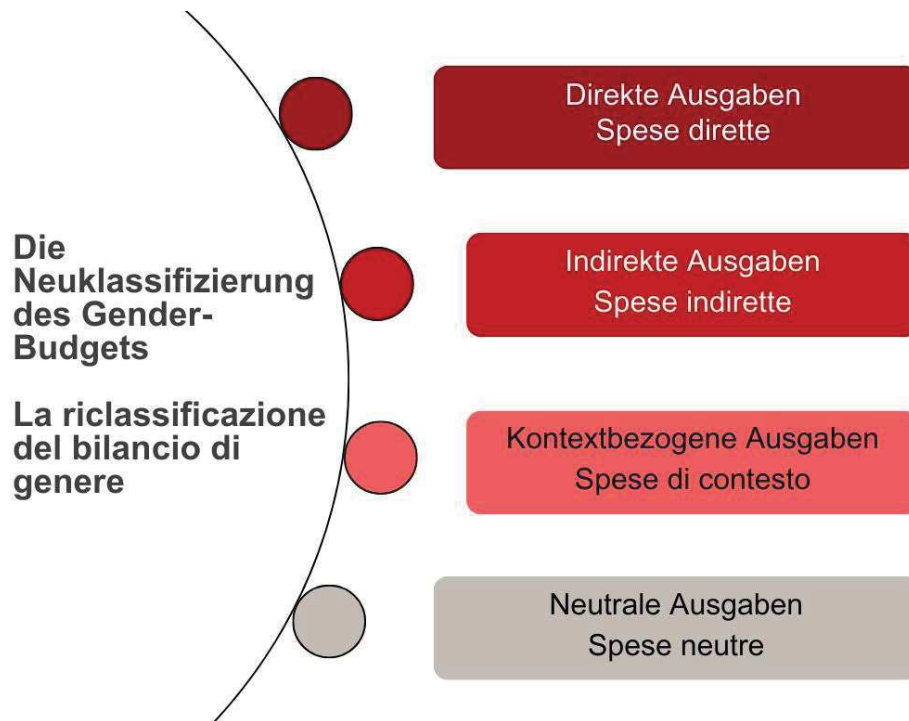 Die
Neuklassifizierung
des Gender-
Budgets
La riclassificazione
del bilancio di
genere
Direkte Ausgaben
Spese dirette
Indirekte Ausgaben
Spese indirette
Kontextbezogene Ausgaben
Spese di contesto
Neutrale Ausgaben
Spese neutre